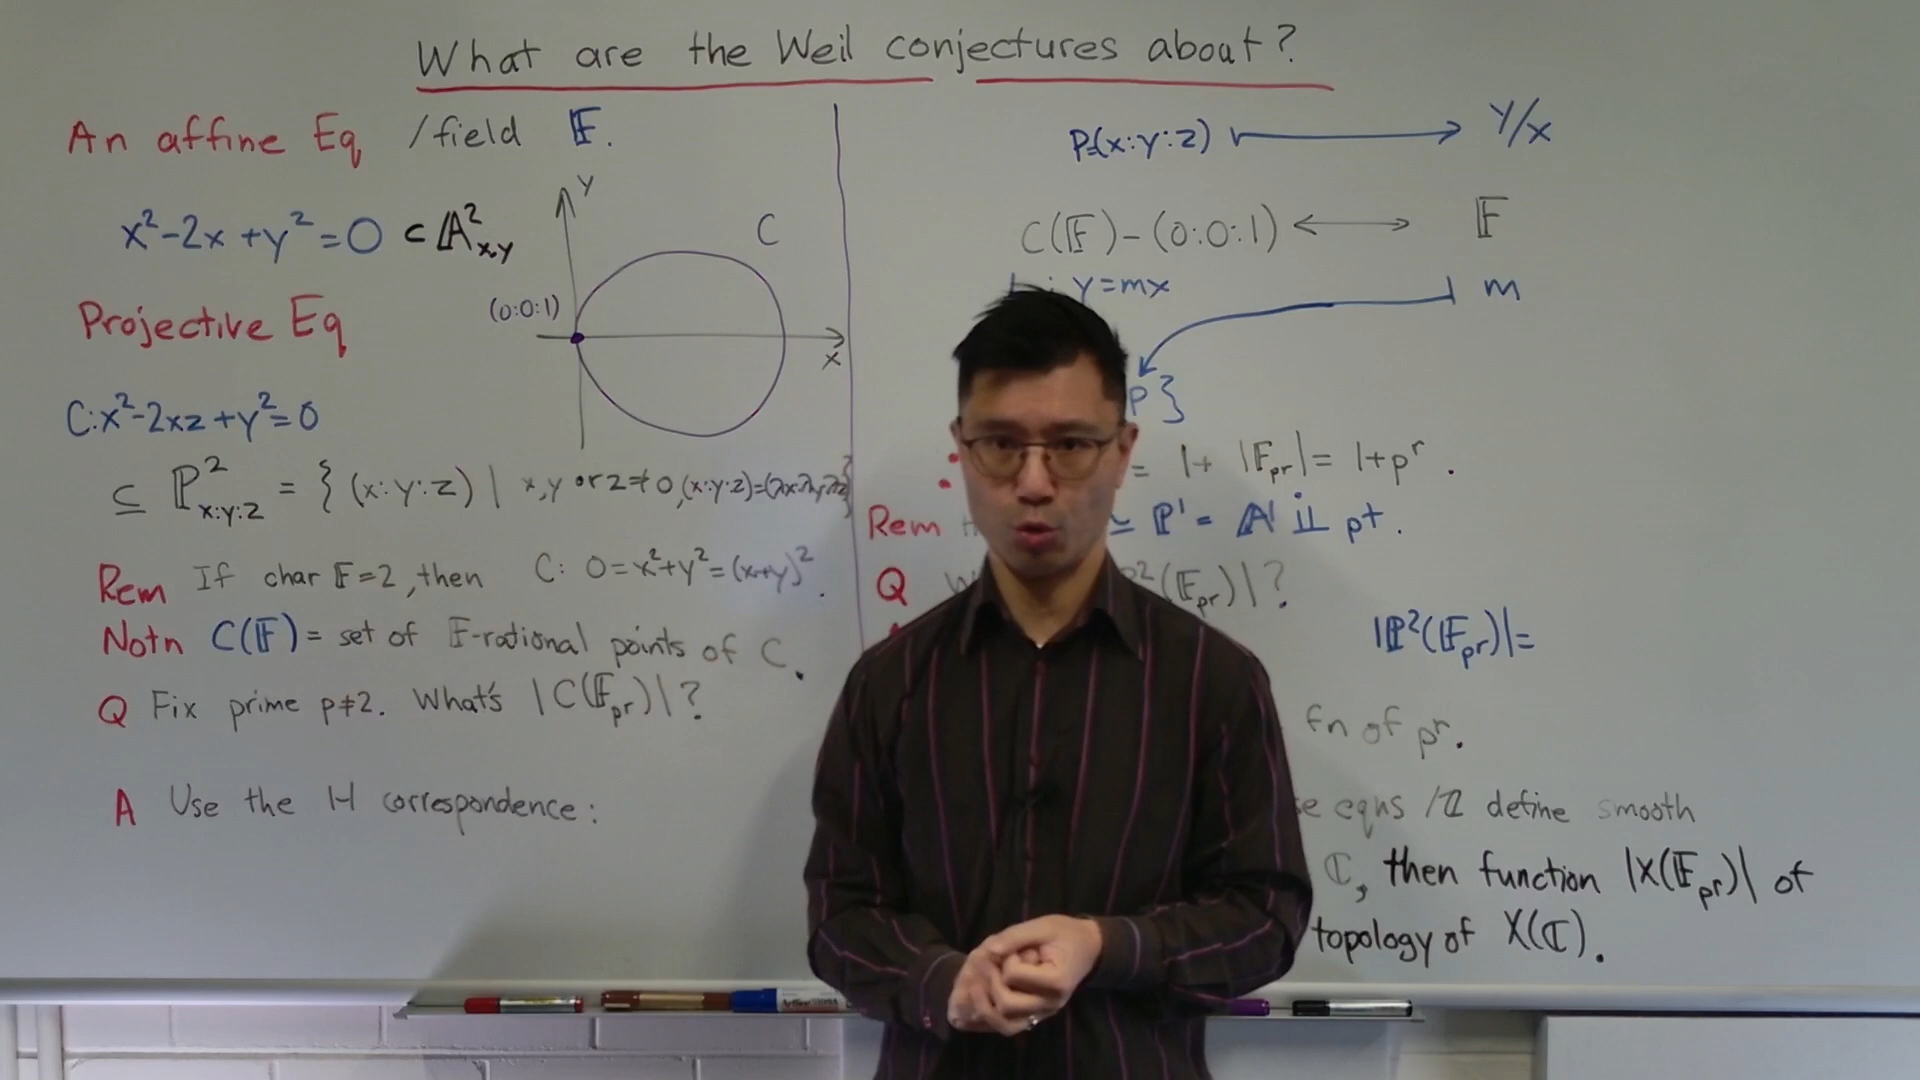 What are the Weil conjectures about?
An affine Eq /field 𝔽.
x²-2x+y²=0 ⊂ 𝔸²x,y
y
C
(0:0:1)
x
Projective Eq
C:x²-2xz+y²=0
⊆ ℙ²x:y:z = { (x:y:z) | x,y or z≠0,(x:y:z)=(λx:λy:λz}
Rem If char 𝔽=2, then C: 0=x²+y²=(x+y)².
Notn C(𝔽) = set of 𝔽-rational points of C.
Q Fix prime p≠2. What's |C(𝔽pr)|?
A Use the 1-1 correspondence:
P=(x:y:z) ↦ y/x
C(𝔽)-(0:0:1) ↔ 𝔽
: y=mx m
P}
= 1+ |𝔽pr|= 1+pʳ.
Rem ≃ ℙ¹ = 𝔸¹ ⨿ pt.
Q ℙ²(𝔽pr)|?
|ℙ²(𝔽pr)|=
fn of pʳ.
eqns /ℤ define smooth
ℂ, then function |X(𝔽pr)| of
topology of X(ℂ).